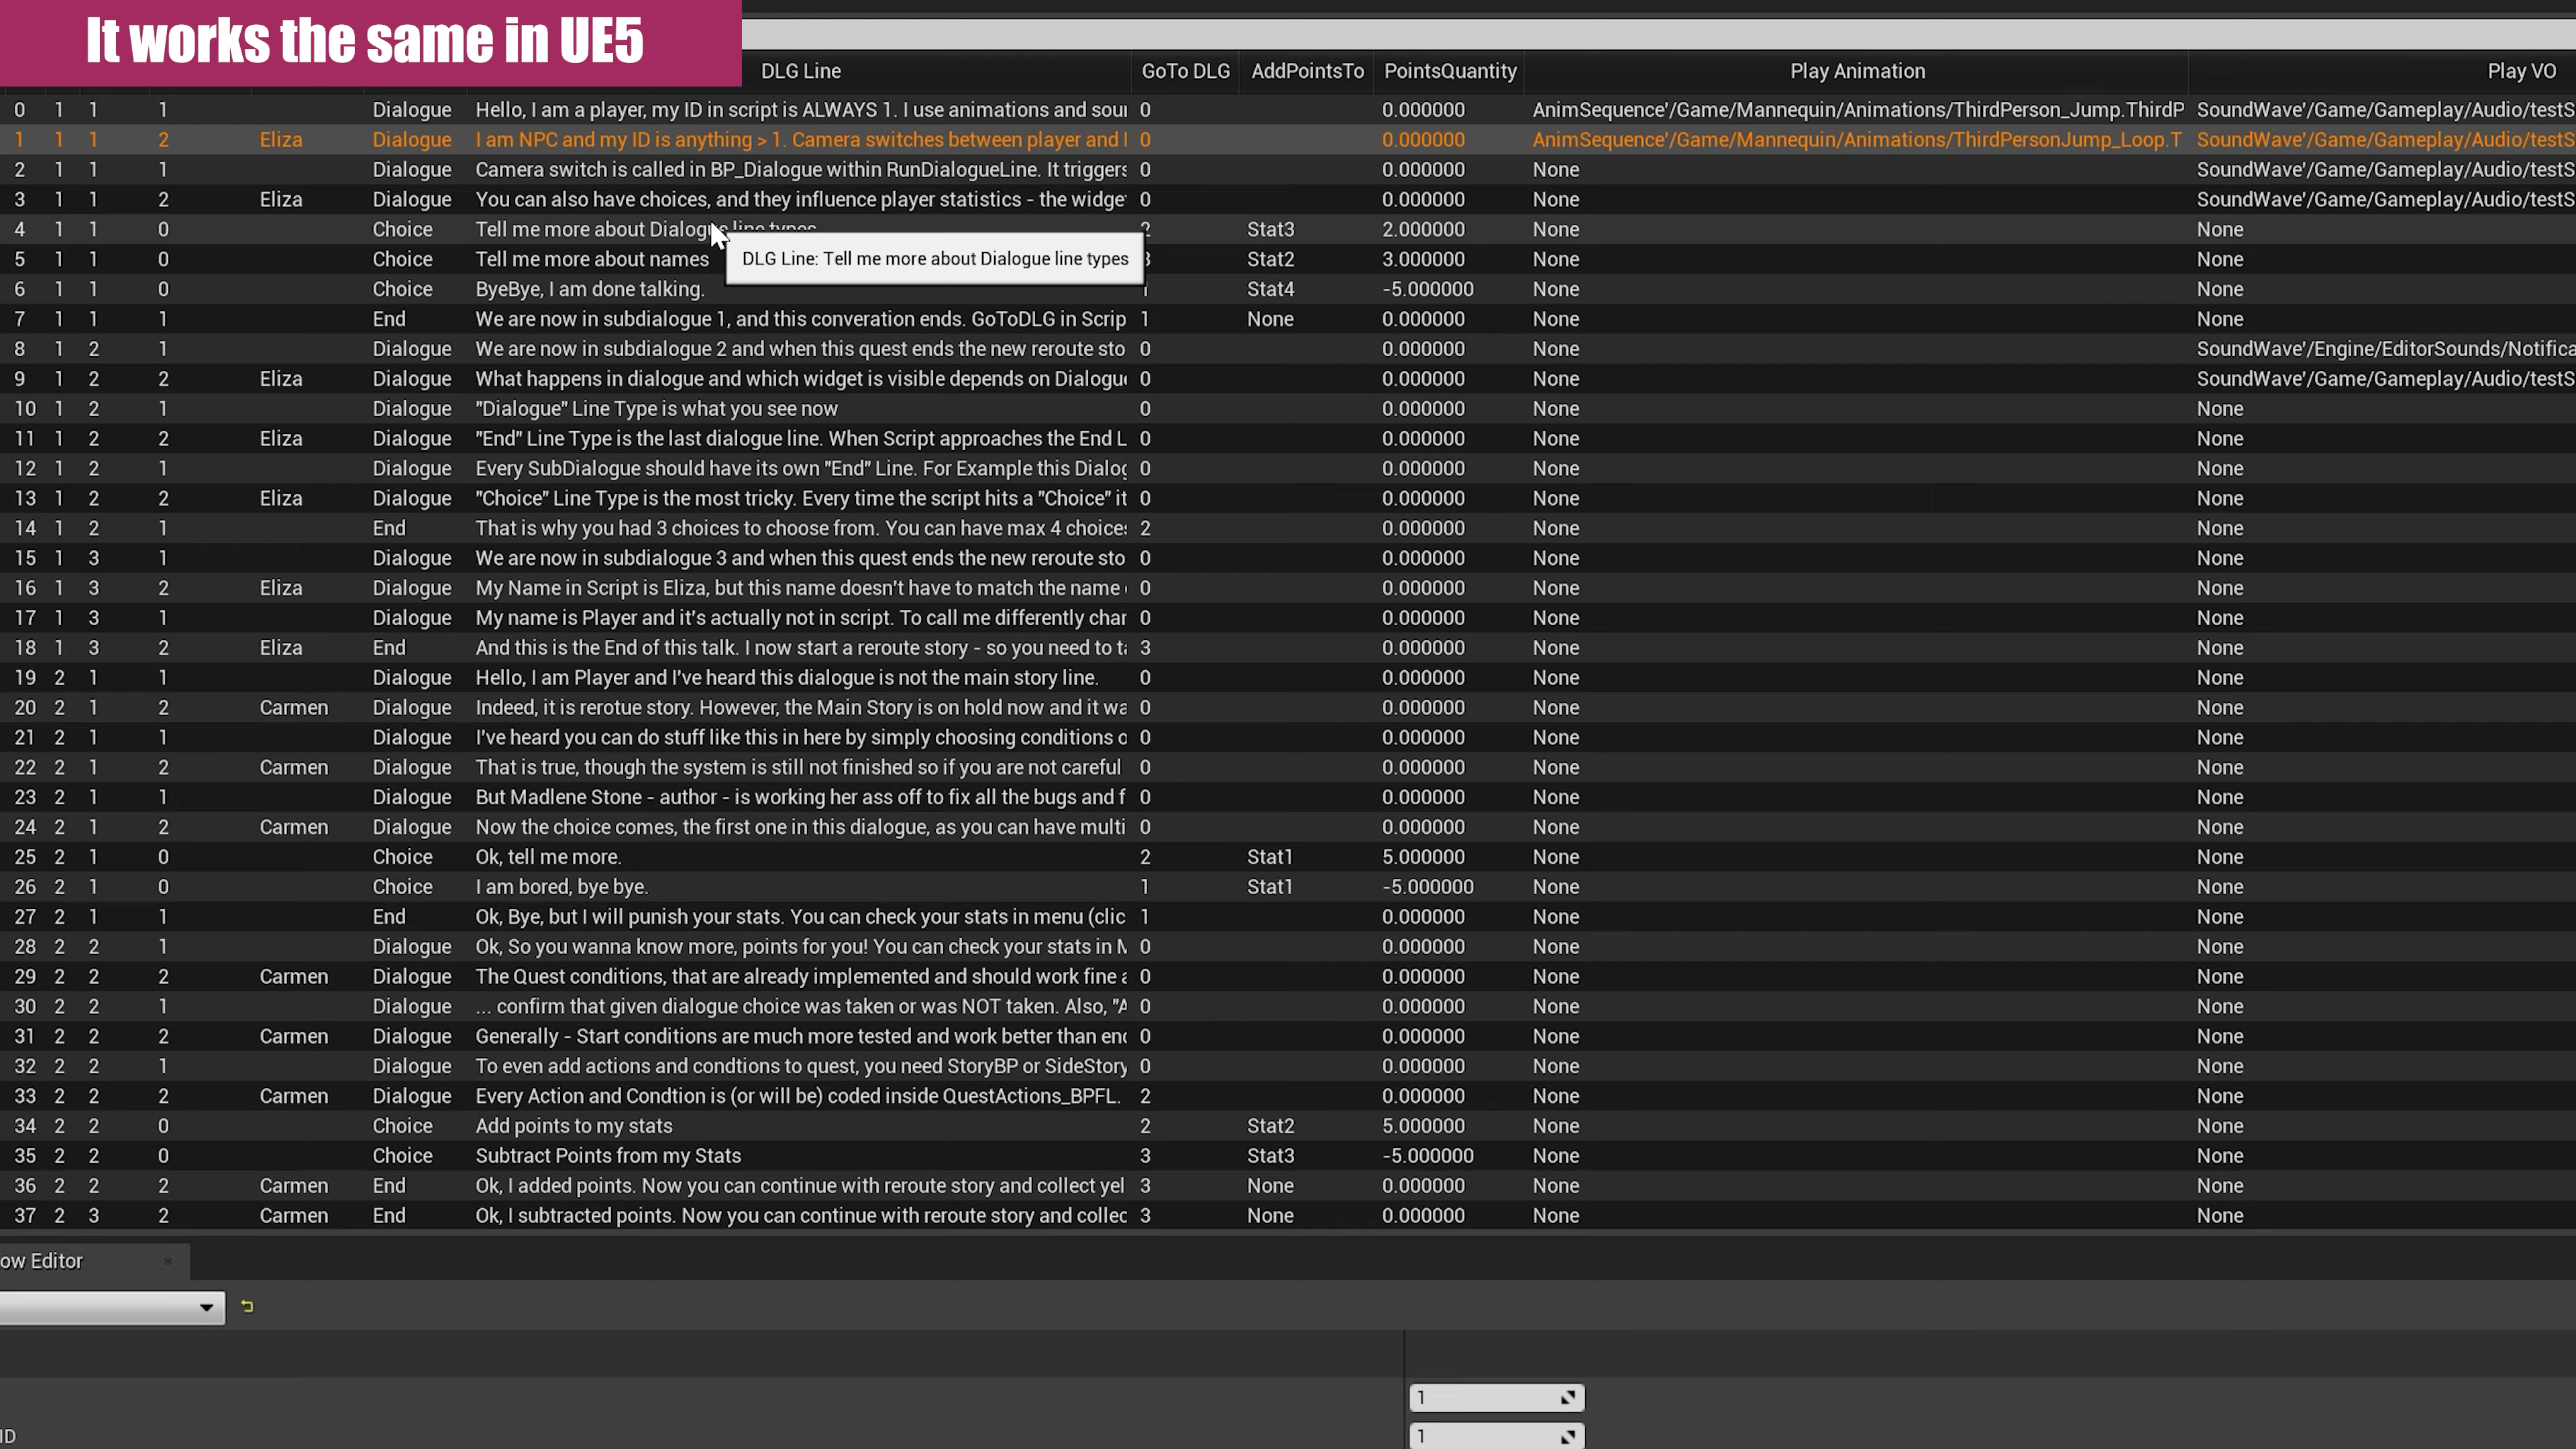 It works the same in UE5
DLG Line GoTo DLG AddPointsTo PointsQuantity Play Animation Play VO
0 1 1 1 Dialogue Hello, I am a player, my ID in script is ALWAYS 1. I use animations and sour 0 0.000000 AnimSequence'/Game/Mannequin/Animations/ThirdPerson_Jump.ThirdP SoundWave'/Game/Gameplay/Audio/testS
1 1 1 2 Eliza Dialogue I am NPC and my ID is anything > 1. Camera switches between player and 0 0.000000 AnimSequence'/Game/Mannequin/Animations/ThirdPersonJump_Loop.T SoundWave'/Game/Gameplay/Audio/testS
2 1 1 1 Dialogue Camera switch is called in BP_Dialogue within RunDialogueLine. It triggers 0 0.000000 None SoundWave'/Game/Gameplay/Audio/testS
3 1 1 2 Eliza Dialogue You can also have choices, and they influence player statistics - the widge 0 0.000000 None SoundWave'/Game/Gameplay/Audio/testS
4 1 1 0 Choice Tell me more about Dialogue line types 2 Stat3 2.000000 None None
DLG Line: Tell me more about Dialogue line types
5 1 1 0 Choice Tell me more about names Stat2 3.000000 None None
6 1 1 0 Choice ByeBye, I am done talking. Stat4 -5.000000 None None
7 1 1 1 End We are now in subdialogue 1, and this converation ends. GoToDLG in Scrip 1 None 0.000000 None None
8 1 2 1 Dialogue We are now in subdialogue 2 and when this quest ends the new reroute sto 0 0.000000 None SoundWave'/Engine/EditorSounds/Notifica
9 1 2 2 Eliza Dialogue What happens in dialogue and which widget is visible depends on Dialogu 0 0.000000 None SoundWave'/Game/Gameplay/Audio/testS
10 1 2 1 Dialogue "Dialogue" Line Type is what you see now 0 0.000000 None None
11 1 2 2 Eliza Dialogue "End" Line Type is the last dialogue line. When Script approaches the End L 0 0.000000 None None
12 1 2 1 Dialogue Every SubDialogue should have its own "End" Line. For Example this Dialog 0 0.000000 None None
13 1 2 2 Eliza Dialogue "Choice" Line Type is the most tricky. Every time the script hits a "Choice" it 0 0.000000 None None
14 1 2 1 End That is why you had 3 choices to choose from. You can have max 4 choices 2 0.000000 None None
15 1 3 1 Dialogue We are now in subdialogue 3 and when this quest ends the new reroute sto 0 0.000000 None None
16 1 3 2 Eliza Dialogue My Name in Script is Eliza, but this name doesn't have to match the name 0 0.000000 None None
17 1 3 1 Dialogue My name is Player and it's actually not in script. To call me differently char 0 0.000000 None None
18 1 3 2 Eliza End And this is the End of this talk. I now start a reroute story - so you need to ta 3 0.000000 None None
19 2 1 1 Dialogue Hello, I am Player and I've heard this dialogue is not the main story line. 0 0.000000 None None
20 2 1 2 Carmen Dialogue Indeed, it is rerotue story. However, the Main Story is on hold now and it wa 0 0.000000 None None
21 2 1 1 Dialogue I've heard you can do stuff like this in here by simply choosing conditions o 0 0.000000 None None
22 2 1 2 Carmen Dialogue That is true, though the system is still not finished so if you are not careful 0 0.000000 None None
23 2 1 1 Dialogue But Madlene Stone - author - is working her ass off to fix all the bugs and f 0 0.000000 None None
24 2 1 2 Carmen Dialogue Now the choice comes, the first one in this dialogue, as you can have multi 0 0.000000 None None
25 2 1 0 Choice Ok, tell me more. 2 Stat1 5.000000 None None
26 2 1 0 Choice I am bored, bye bye. 1 Stat1 -5.000000 None None
27 2 1 1 End Ok, Bye, but I will punish your stats. You can check your stats in menu (clic 1 0.000000 None None
28 2 2 1 Dialogue Ok, So you wanna know more, points for you! You can check your stats in M 0 0.000000 None None
29 2 2 2 Carmen Dialogue The Quest conditions, that are already implemented and should work fine a 0 0.000000 None None
30 2 2 1 Dialogue ... confirm that given dialogue choice was taken or was NOT taken. Also, "A 0 0.000000 None None
31 2 2 2 Carmen Dialogue Generally - Start conditions are much more tested and work better than enc 0 0.000000 None None
32 2 2 1 Dialogue To even add actions and condtions to quest, you need StoryBP or SideStory 0 0.000000 None None
33 2 2 2 Carmen Dialogue Every Action and Condtion is (or will be) coded inside QuestActions_BPFL. 2 0.000000 None None
34 2 2 0 Choice Add points to my stats 2 Stat2 5.000000 None None
35 2 2 0 Choice Subtract Points from my Stats 3 Stat3 -5.000000 None None
36 2 2 2 Carmen End Ok, I added points. Now you can continue with reroute story and collect yel 3 None 0.000000 None None
37 2 3 2 Carmen End Ok, I subtracted points. Now you can continue with reroute story and collec 3 None 0.000000 None None
ow Editor
1
ID 1